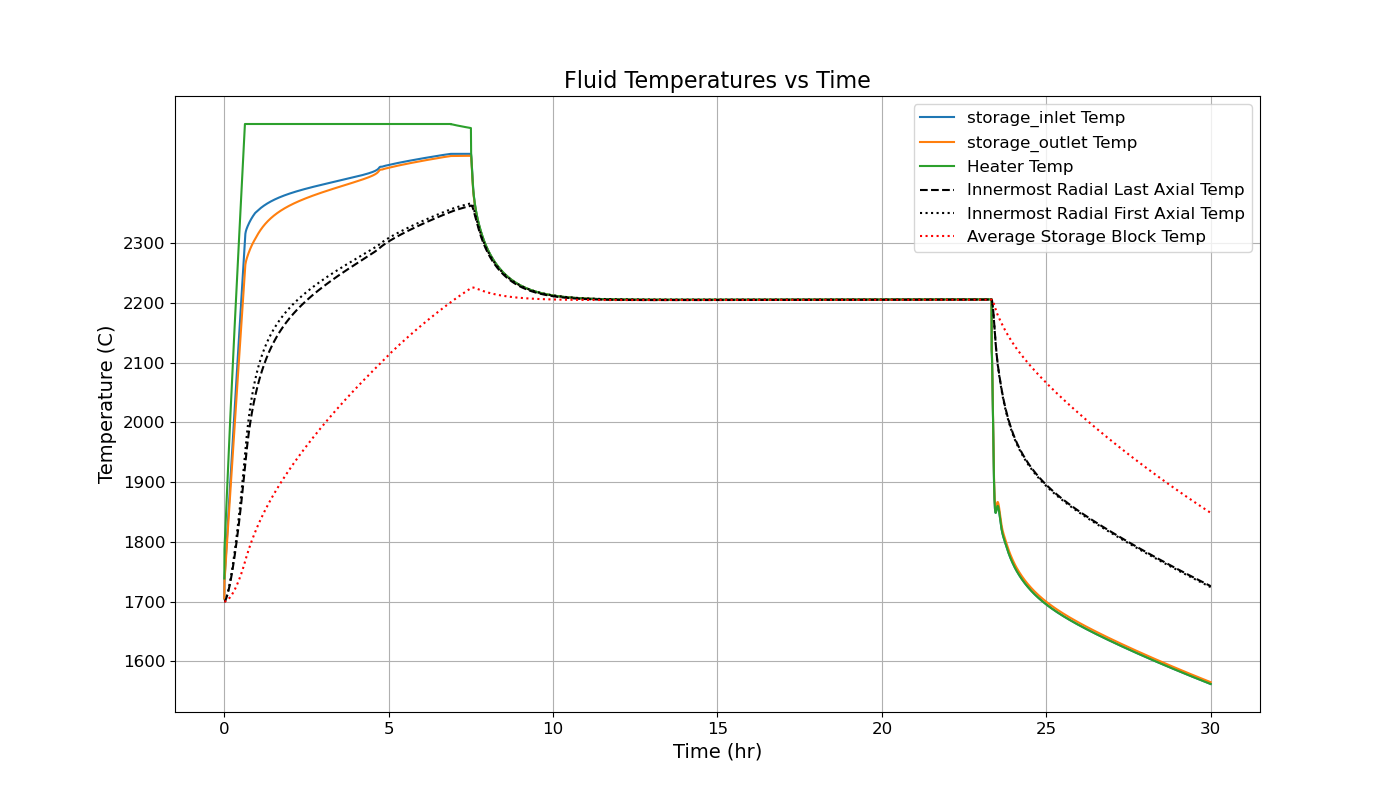 Fluid Temperatures vs Time
storage_inlet Temp
storage_outlet Temp
Heater Temp
Innermost Radial Last Axial Temp
Innermost Radial First Axial Temp
Average Storage Block Temp
Temperature (C)
2300
2200
2100
2000
1900
1800
1700
1600
0 5 10 15 20 25 30
Time (hr)